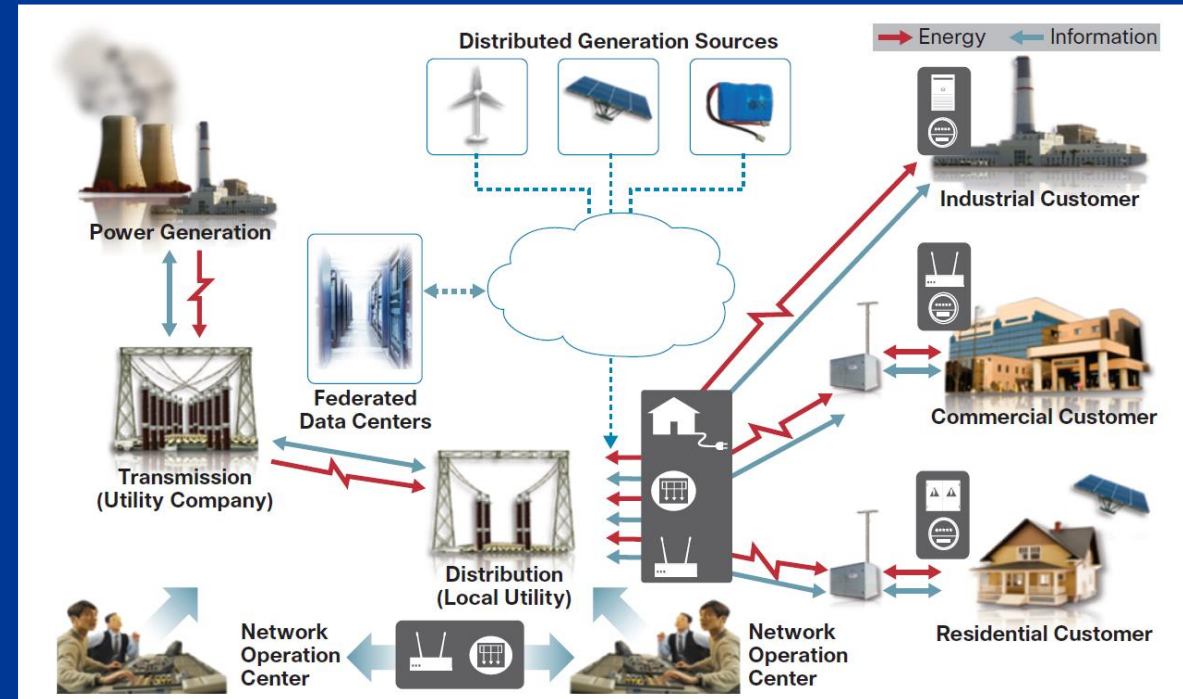 Distributed Generation Sources
Energy
Information
Power Generation
Industrial Customer
Federated
Data Centers
Commercial Customer
Transmission
(Utility Company)
Distribution
(Local Utility)
Residential Customer
Network
Operation
Center
Network
Operation
Center